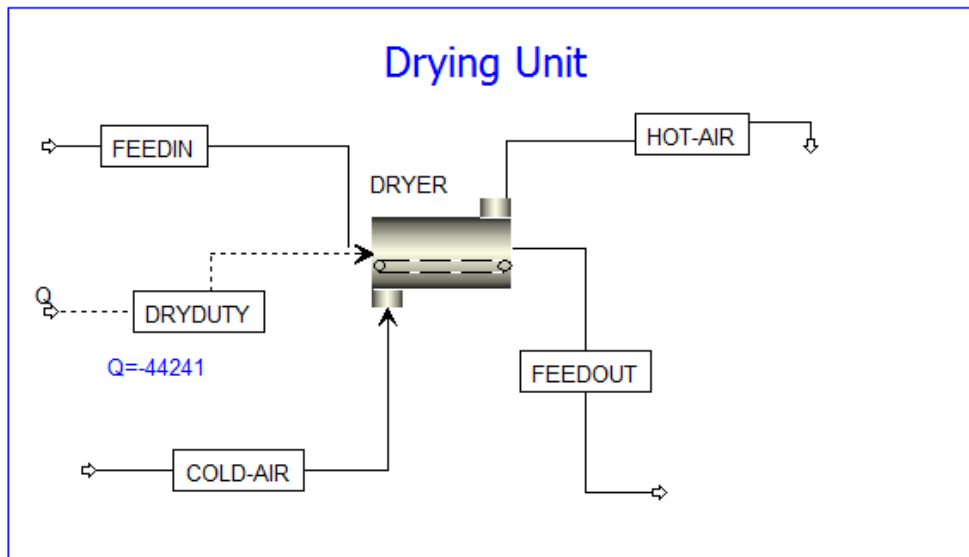 Drying Unit
FEEDIN
HOT-AIR
DRYER
Q
DRYDUTY
Q=-44241
FEEDOUT
COLD-AIR